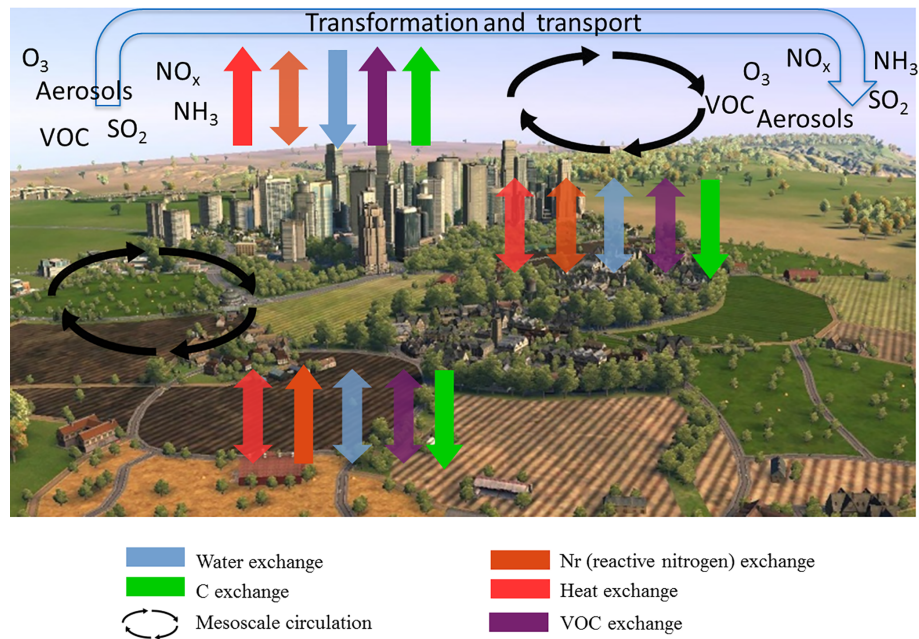 Transformation and transport
O₃
Aerosols
VOC
SO₂
NOₓ
NH₃
O₃
NOₓ
NH₃
VOC
SO₂
Aerosols
Water exchange
C exchange
Mesoscale circulation
Nr (reactive nitrogen) exchange
Heat exchange
VOC exchange